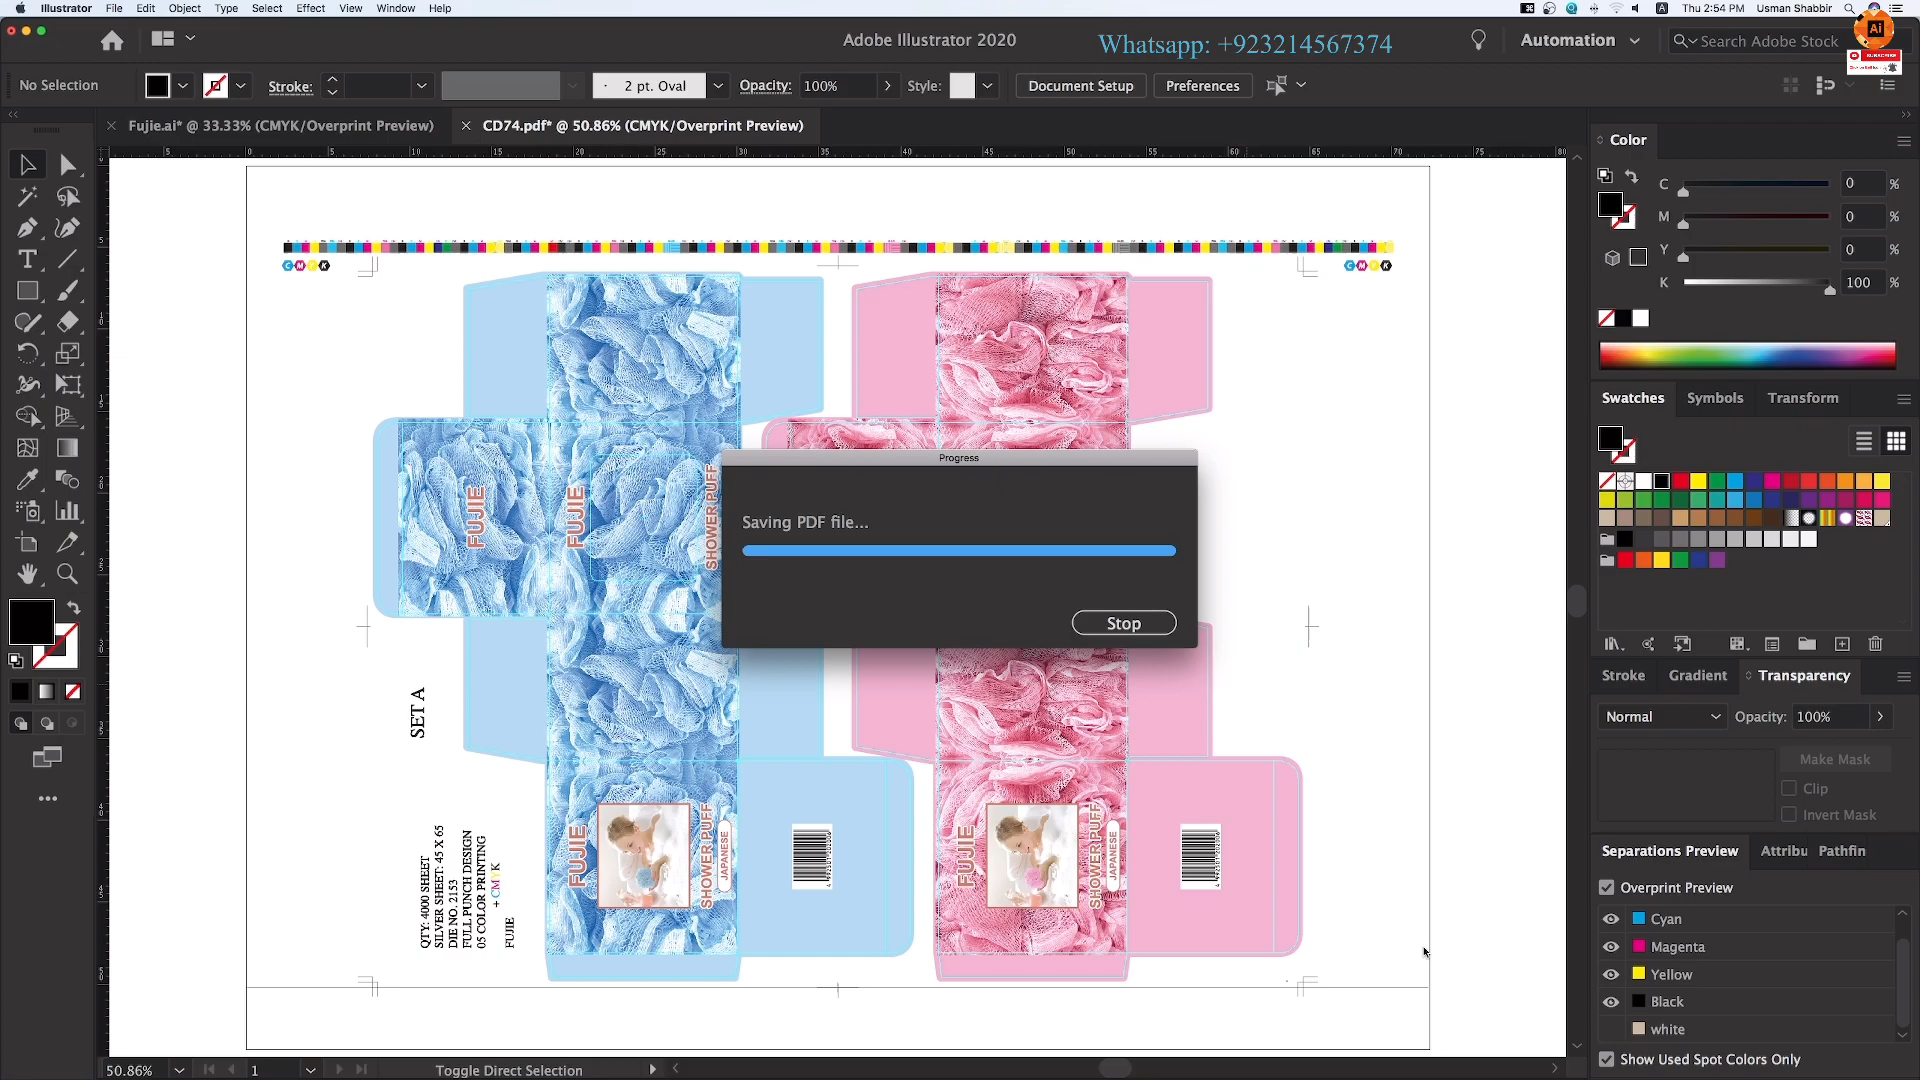 Illustrator File Edit Object Type Select Effect View Window Help
Thu 2:54 PM Usman Shabbir
Adobe Illustrator 2020
Whatsapp: +923214567374
Automation
Search Adobe Stock
Ai
SUBSCRIBE
No Selection
Stroke:
2 pt. Oval
Opacity: 100%
Style:
Document Setup
Preferences
Fujie.ai* @ 33.33% (CMYK/Overprint Preview)
CD74.pdf* @ 50.86% (CMYK/Overprint Preview)
CMYK
CMYK
FUJIE
FUJIE
SHOWER PUFF
Progress
Saving PDF file...
Stop
SET A
QTY: 4000 SHEET
SILVER SHEET: 45 X 65
DIE NO. 2153
FULL PUNCH DESIGN
05 COLOR PRINTING
+ CMYK
FUJIE
FUJIE
SHOWER PUFF
JAPANESE
FUJIE
SHOWER PUFF
JAPANESE
Color
C 0 %
M 0 %
Y 0 %
K 100 %
Swatches Symbols Transform
Stroke Gradient Transparency
Normal
Opacity: 100%
Make Mask
Clip
Invert Mask
Separations Preview Attribu Pathfin
Overprint Preview
Cyan
Magenta
Yellow
Black
white
Show Used Spot Colors Only
50.86%
1
Toggle Direct Selection